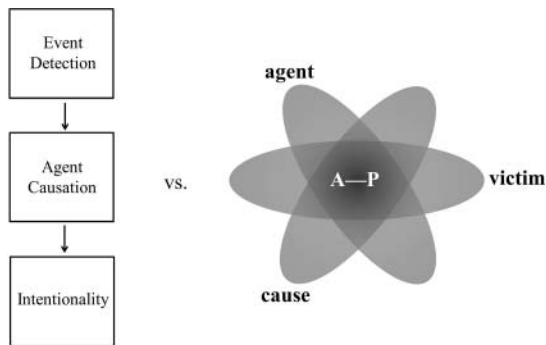 Event
Detection
Agent
Causation
Intentionality
vs.
agent
A—P
victim
cause